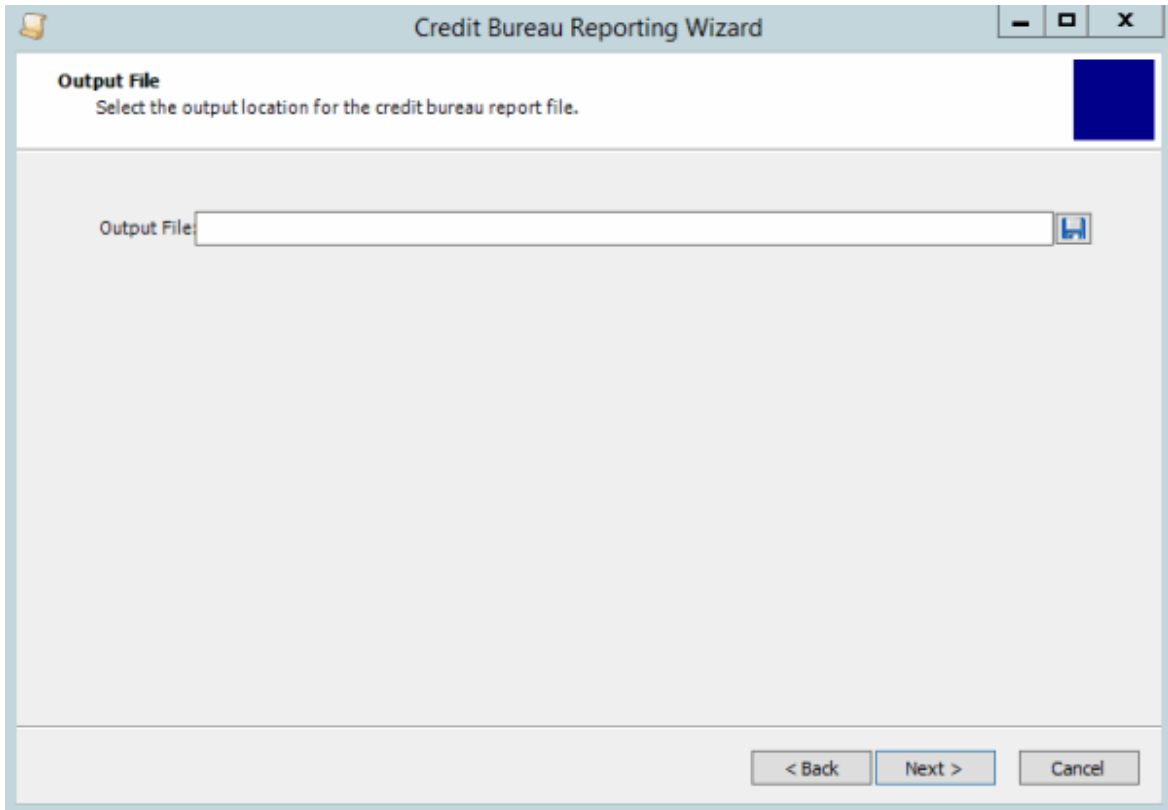 Credit Bureau Reporting Wizard
Output File
Select the output location for the credit bureau report file.
Output File:
< Back Next > Cancel